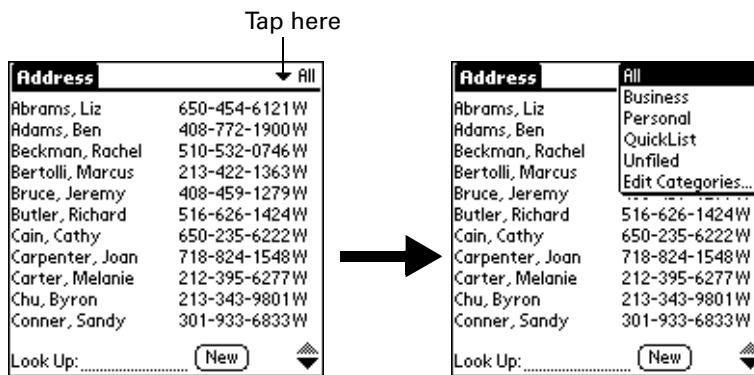 Tap here
Address All
Abrams, Liz 650-454-6121W
Adams, Ben 408-772-1900W
Beckman, Rachel 510-532-0746W
Bertolli, Marcus 213-422-1363W
Bruce, Jeremy 408-459-1279W
Butler, Richard 516-626-1424W
Cain, Cathy 650-235-6222W
Carpenter, Joan 718-824-1548W
Carter, Melanie 212-395-6277W
Chu, Byron 213-343-9801W
Conner, Sandy 301-933-6833W
Look Up: New
Address
Abrams, Liz
Adams, Ben
Beckman, Rachel
Bertolli, Marcus
Bruce, Jeremy
All
Business
Personal
QuickList
Unfiled
Edit Categories...
Butler, Richard 516-626-1424W
Cain, Cathy 650-235-6222W
Carpenter, Joan 718-824-1548W
Carter, Melanie 212-395-6277W
Chu, Byron 213-343-9801W
Conner, Sandy 301-933-6833W
Look Up: New